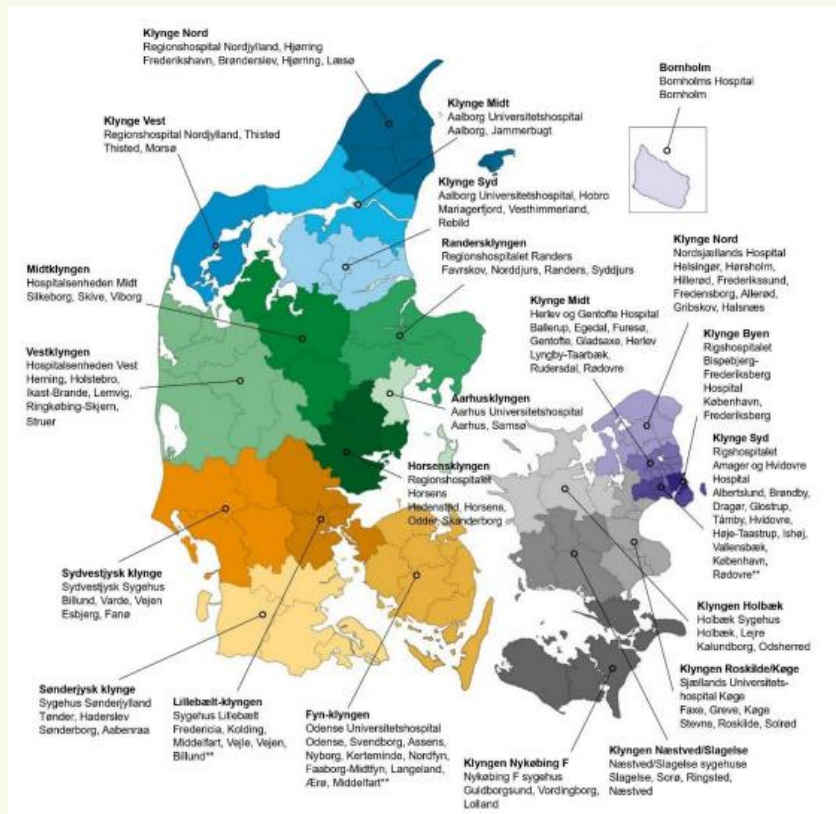 Klynge Nord
Regionshospital Nordjylland, Hjørring
Frederikshavn, Brønderslev, Hjørring, Læsø
Bornholm
Bornholms Hospital
Bornholm
Klynge Midt
Aalborg Universitetshospital
Aalborg, Jammerbugt
Klynge Vest
Regionshospital Nordjylland, Thisted
Thisted, Morsø
Klynge Syd
Aalborg Universitetshospital, Hobro
Mariagerfjord, Vesthimmerland,
Rebild
Klynge Nord
Nordsjællands Hospital
Helsingør, Hørsholm,
Hillerød, Frederikssund,
Fredensborg, Allerød,
Gribskov, Halsnæs
Randersklyngen
Regionshospitalet Randers
Favrskov, Norddjurs, Randers, Syddjurs
Midtklyngen
Hospitalsenheden Midt
Silkeborg, Skive, Viborg
Klynge Midt
Herlev og Gentofte Hospital
Ballerup, Egedal, Furesø,
Gentofte, Gladsaxe, Herlev
Lyngby-Taarbæk,
Rudersdal, Rødovre
Klynge Byen
Rigshospitalet
Bispebjerg-
Frederiksberg
Hospital
København,
Frederiksberg
Vestklyngen
Hospitalsenheden Vest
Herning, Holstebro,
Ikast-Brande, Lemvig,
Ringkøbing-Skjern,
Struer
Aarhusklyngen
Aarhus Universitetshospital
Aarhus, Samsø
Klynge Syd
Rigshospitalet
Amager og Hvidovre
Hospital
Albertslund, Brøndby,
Dragør, Glostrup,
Tårnby, Hvidovre,
Høje-Taastrup, Ishøj,
Vallensbæk,
København,
Rødovre**
Horsensklyngen
Regionshospitalet
Horsens
Hedensted, Horsens,
Odder, Skanderborg
Sydvestjysk klynge
Sydvestjysk Sygehus
Billund, Varde, Vejen
Esbjerg, Fanø
Klyngen Holbæk
Holbæk Sygehus
Holbæk, Lejre
Kalundborg, Odsherred
Sønderjysk klynge
Sygehus Sønderjylland
Tønder, Haderslev
Sønderborg, Aabenraa
Lillebælt-klyngen
Sygehus Lillebælt
Fredericia, Kolding,
Middelfart, Vejle, Vejen,
Billund**
Fyn-klyngen
Odense Universitetshospital
Odense, Svendborg, Assens,
Nyborg, Kerteminde, Nordfyn,
Faaborg-Midtfyn, Langeland,
Ærø, Middelfart**
Klyngen Roskilde/Køge
Sjællands Universitets-
hospital Køge
Faxe, Greve, Køge
Stevns, Roskilde, Solrød
Klyngen Nykøbing F
Nykøbing F sygehus
Guldborgsund, Vordingborg,
Lolland
Klyngen Næstved/Slagelse
Næstved/Slagelse sygehuse
Slagelse, Sorø, Ringsted,
Næstved